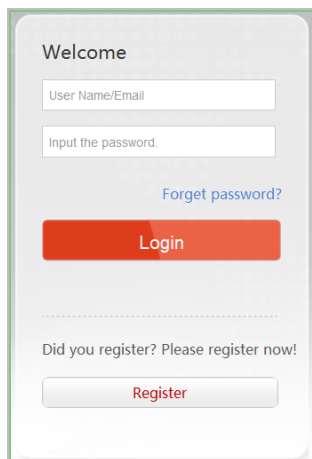 Welcome
User Name/Email
Input the password.
Forget password?
Login
Did you register? Please register now!
Register